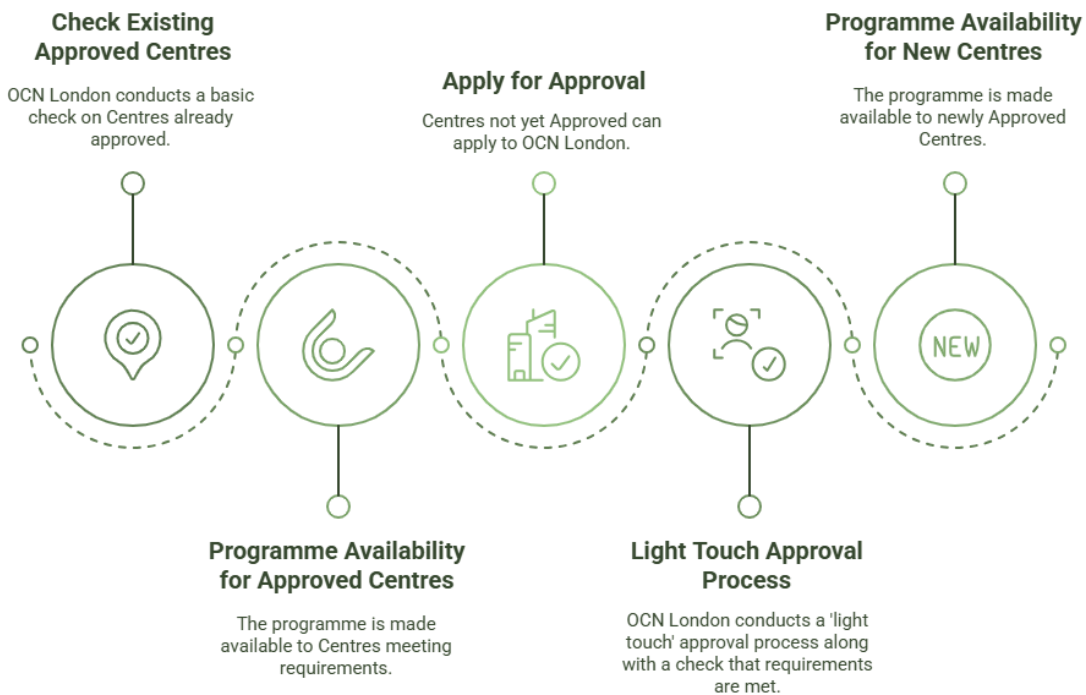 Check Existing
Approved Centres
OCN London conducts a basic
check on Centres already
approved.
Programme Availability
for Approved Centres
The programme is made
available to Centres meeting
requirements.
Apply for Approval
Centres not yet Approved can
apply to OCN London.
Light Touch Approval
Process
OCN London conducts a 'light
touch' approval process along
with a check that requirements
are met.
Programme Availability
for New Centres
The programme is made
available to newly Approved
Centres.
NEW